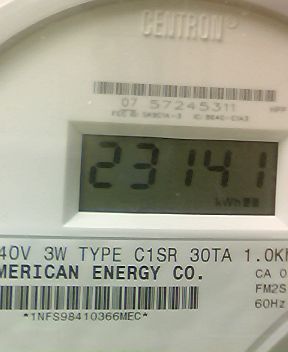 CENTRON®
07 57245311
23141
kWh
40V 3W TYPE C1SR 30TA 1.0K
MERICAN ENERGY CO.
CA 0
FM2S
60Hz
*1NFS98410366MEC*